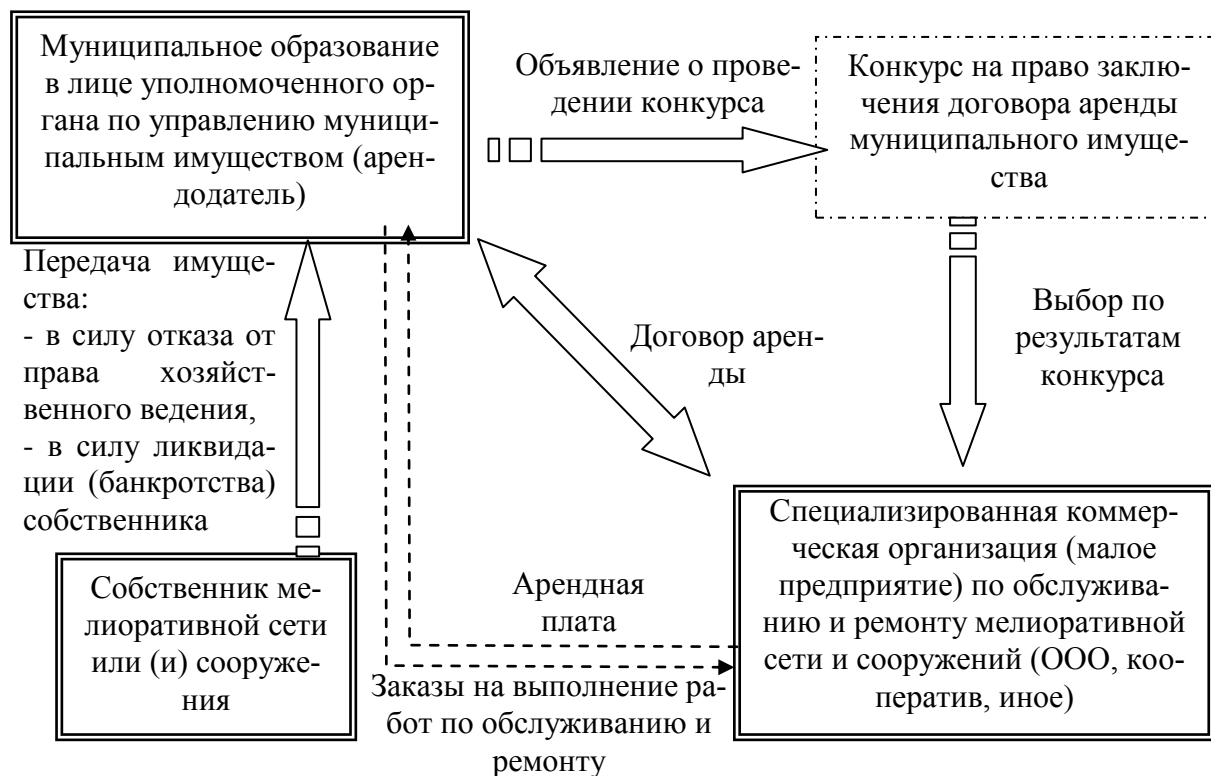 Муниципальное образование
в лице уполномоченного ор-
гана по управлению муници-
пальным имуществом (арен-
додатель)
Объявление о прове-
дении конкурса
Конкурс на право заклю-
чения договора аренды
муниципального имуще-
ства
Передача имуще-
ства:
- в силу отказа от
права хозяйст-
венного ведения,
- в силу ликвида-
ции (банкротства)
собственника
Договор арен-
ды
Выбор по
результатам
конкурса
Собственник ме-
лиоративной сети
или (и) сооруже-
ния
Арендная
плата
Заказы на выполнение ра-
бот по обслуживанию и
ремонту
Специализированная коммер-
ческая организация (малое
предприятие) по обслужива-
нию и ремонту мелиоративной
сети и сооружений (ООО, коо-
ператив, иное)